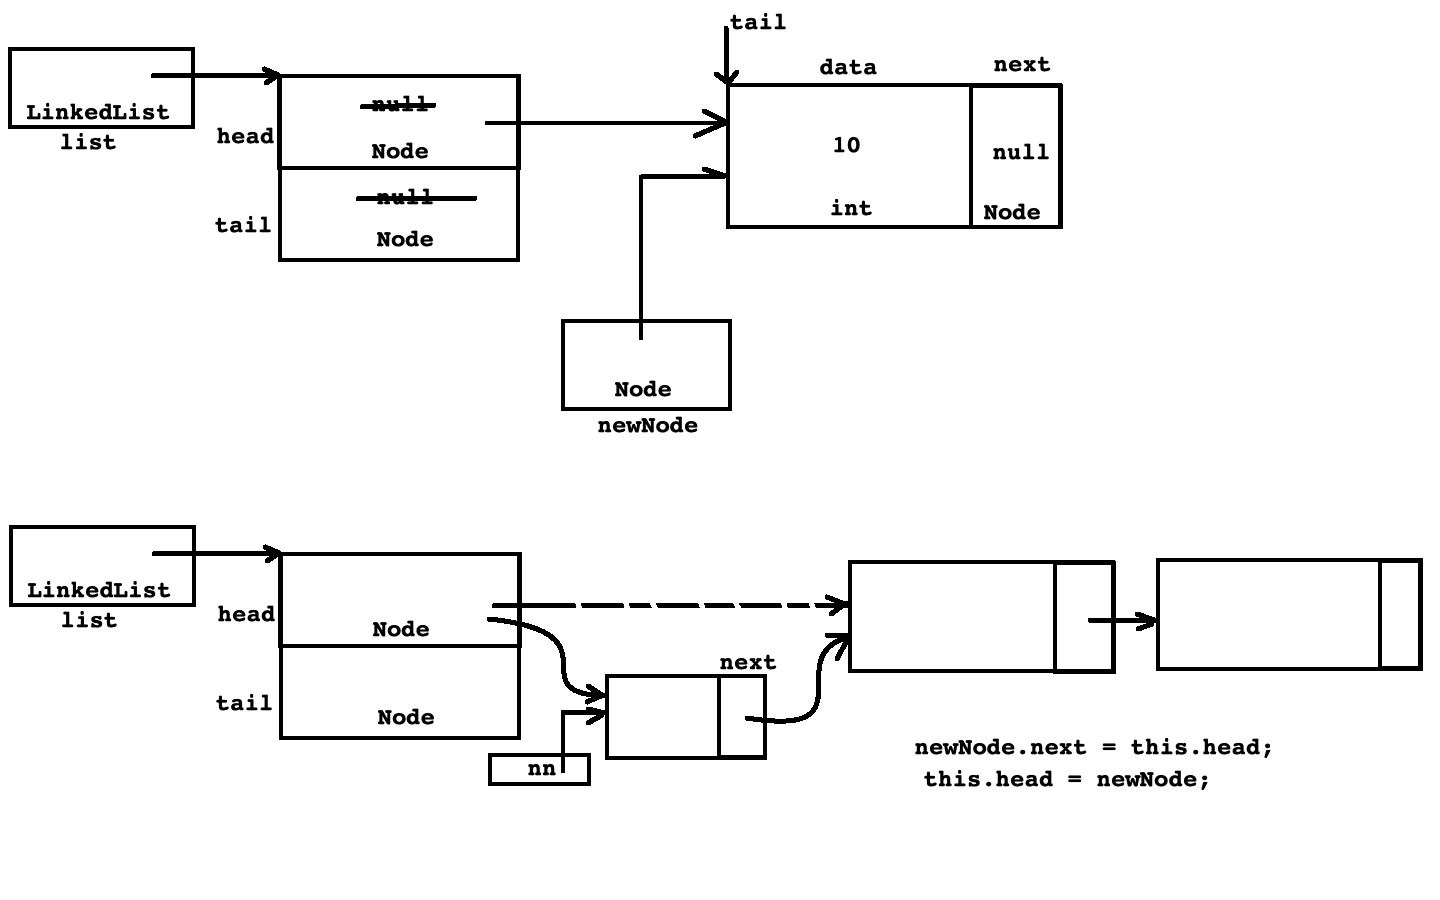 tail
data
next
null
LinkedList
list
head
Node
10
null
null
tail
Node
int
Node
Node
newNode
LinkedList
list
head
Node
next
tail
Node
nn
newNode.next = this.head;
this.head = newNode;